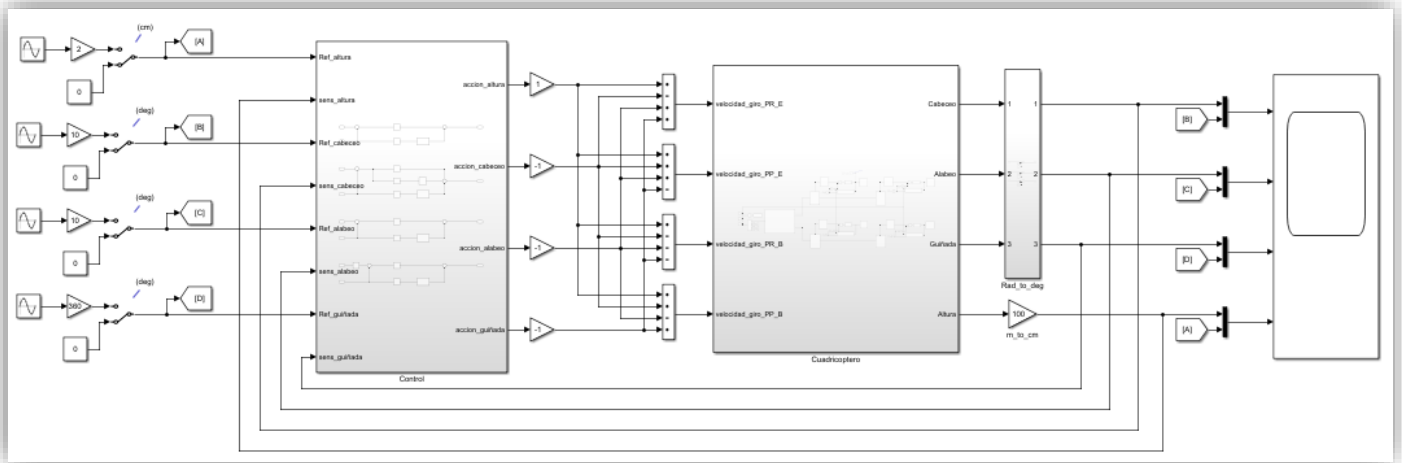 (cm)
[A]
2
0
(deg)
[B]
10
0
(deg)
[C]
10
0
(deg)
[D]
360
0
Ref_altura
sens_altura
Ref_cabeceo
sens_cabeceo
Ref_alabeo
sens_alabeo
Ref_guiñada
sens_guiñada
accion_altura
accion_cabeceo
accion_alabeo
accion_guiñada
Control
1
-1
-1
-1
velocidad_giro_PR_E
velocidad_giro_PP_E
velocidad_giro_PR_B
velocidad_giro_PP_B
Cabeceo
Alabeo
Guiñada
Altura
Cuadricoptero
1 1
2 2
3 3
Rad_to_deg
100
m_to_cm
[B]
[C]
[D]
[A]